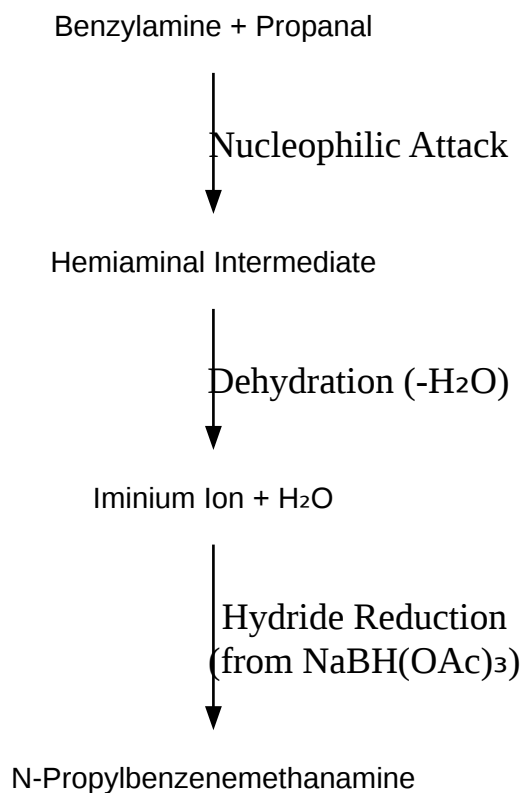 Benzylamine + Propanal
Nucleophilic Attack
Hemiaminal Intermediate
Dehydration (-H₂O)
Iminium Ion + H₂O
Hydride Reduction
(from NaBH(OAc)₃)
N-Propylbenzenemethanamine